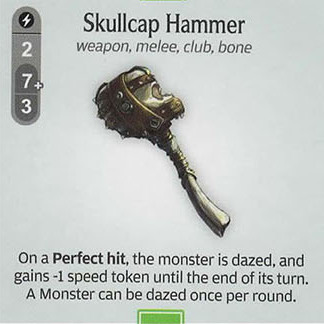 Skullcap Hammer
weapon, melee, club, bone
2
7+
3
On a Perfect hit, the monster is dazed, and
gains -1 speed token until the end of its turn.
A Monster can be dazed once per round.